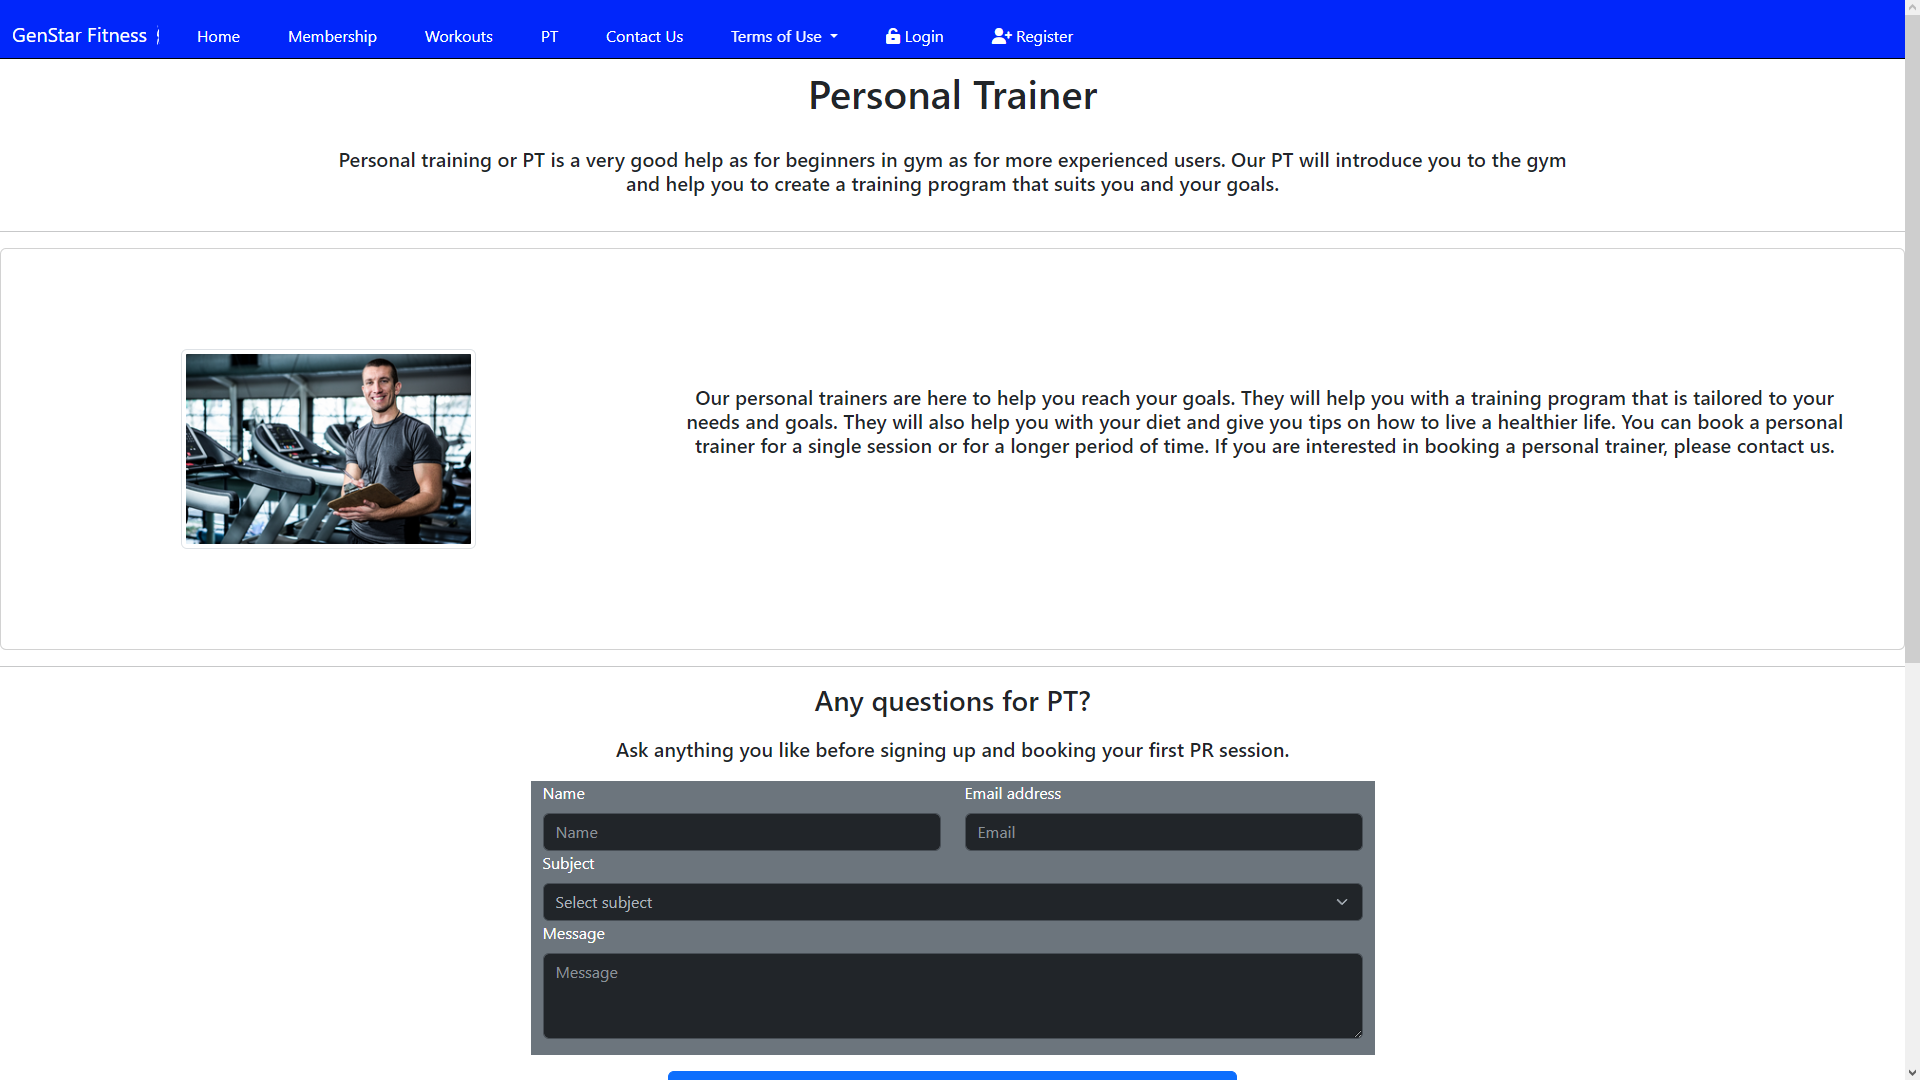 GenStar Fitness Home Membership Workouts PT Contact Us Terms of Use Login Register
Personal Trainer
Personal training or PT is a very good help as for beginners in gym as for more experienced users. Our PT will introduce you to the gym
and help you to create a training program that suits you and your goals.
Our personal trainers are here to help you reach your goals. They will help you with a training program that is tailored to your
needs and goals. They will also help you with your diet and give you tips on how to live a healthier life. You can book a personal
trainer for a single session or for a longer period of time. If you are interested in booking a personal trainer, please contact us.
Any questions for PT?
Ask anything you like before signing up and booking your first PR session.
Name Email address
Name Email
Subject
Select subject
Message
Message